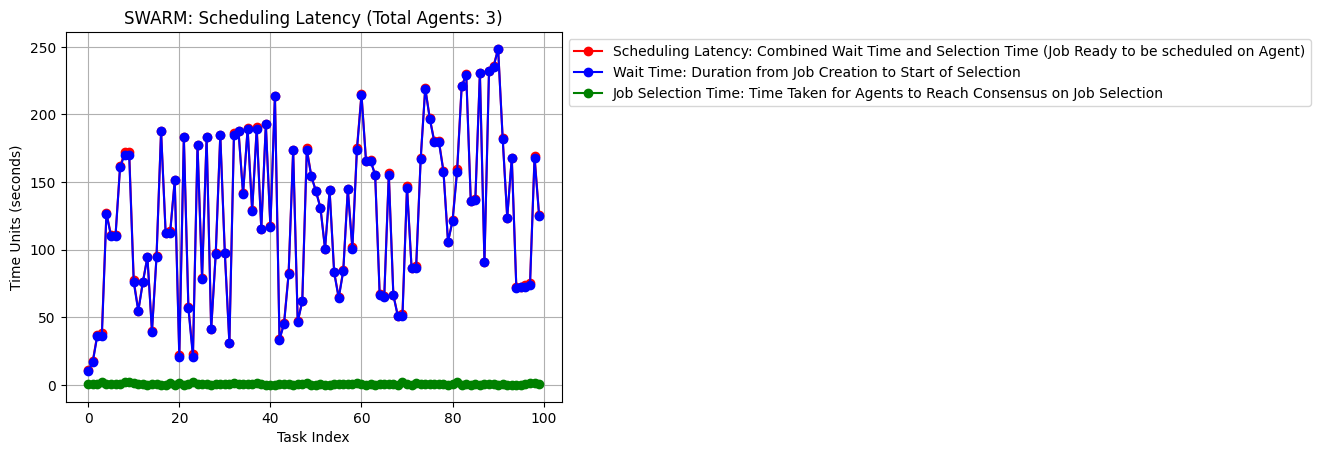 SWARM: Scheduling Latency (Total Agents: 3)
Scheduling Latency: Combined Wait Time and Selection Time (Job Ready to be scheduled on Agent)
Wait Time: Duration from Job Creation to Start of Selection
Job Selection Time: Time Taken for Agents to Reach Consensus on Job Selection
Time Units (seconds)
250
200
150
100
50
0
0 20 40 60 80 100
Task Index